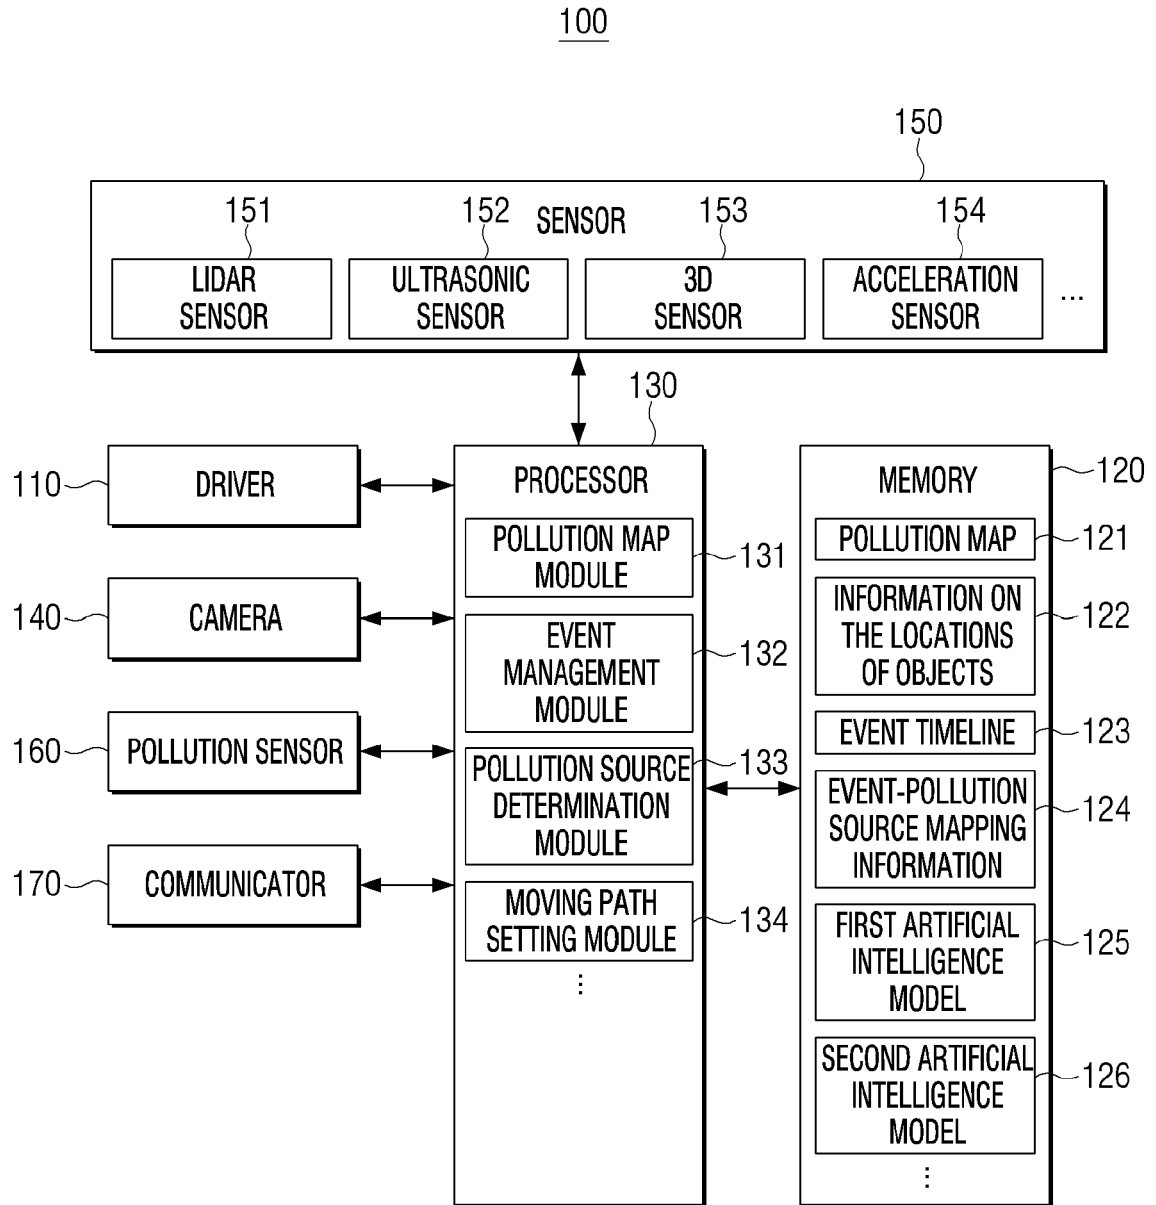 100
150
151
152
153
154
SENSOR
LIDAR
SENSOR
ULTRASONIC
SENSOR
3D
SENSOR
ACCELERATION
SENSOR
...
130
110
DRIVER
140
CAMERA
160
POLLUTION SENSOR
170
COMMUNICATOR
PROCESSOR
POLLUTION MAP
MODULE
131
EVENT
MANAGEMENT
MODULE
132
POLLUTION SOURCE
DETERMINATION
MODULE
133
MOVING PATH
SETTING MODULE
134
⋮
MEMORY
120
POLLUTION MAP
121
INFORMATION ON
THE LOCATIONS
OF OBJECTS
122
EVENT TIMELINE
123
EVENT-POLLUTION
SOURCE MAPPING
INFORMATION
124
FIRST ARTIFICIAL
INTELLIGENCE
MODEL
125
SECOND ARTIFICIAL
INTELLIGENCE
MODEL
126
⋮